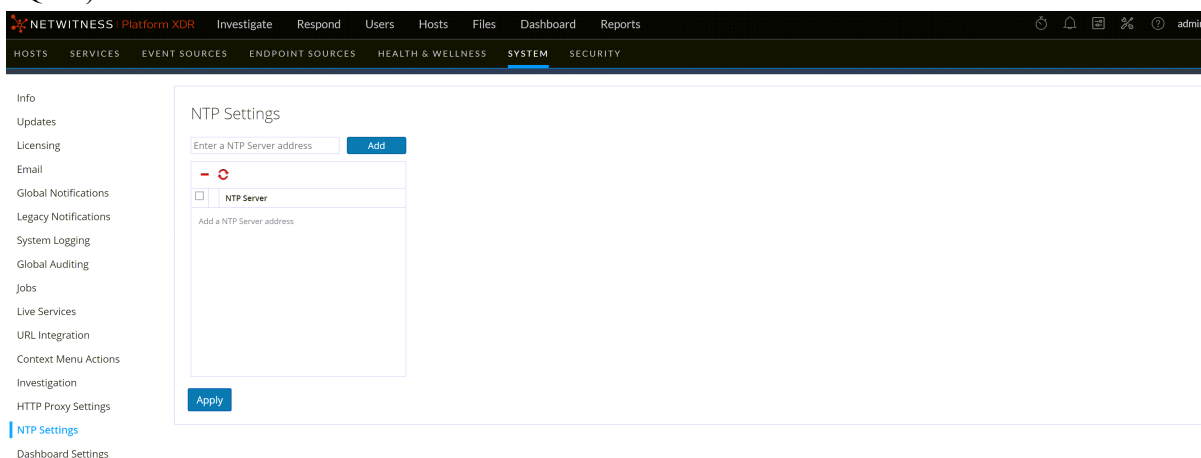 NETWITNESS Platform XDR Investigate Respond Users Hosts Files Dashboard Reports admin
HOSTS SERVICES EVENT SOURCES ENDPOINT SOURCES HEALTH & WELLNESS SYSTEM SECURITY
Info
Updates
Licensing
Email
Global Notifications
Legacy Notifications
System Logging
Global Auditing
Jobs
Live Services
URL Integration
Context Menu Actions
Investigation
HTTP Proxy Settings
NTP Settings
Dashboard Settings
NTP Settings
Enter a NTP Server address Add
NTP Server
Add a NTP Server address
Apply